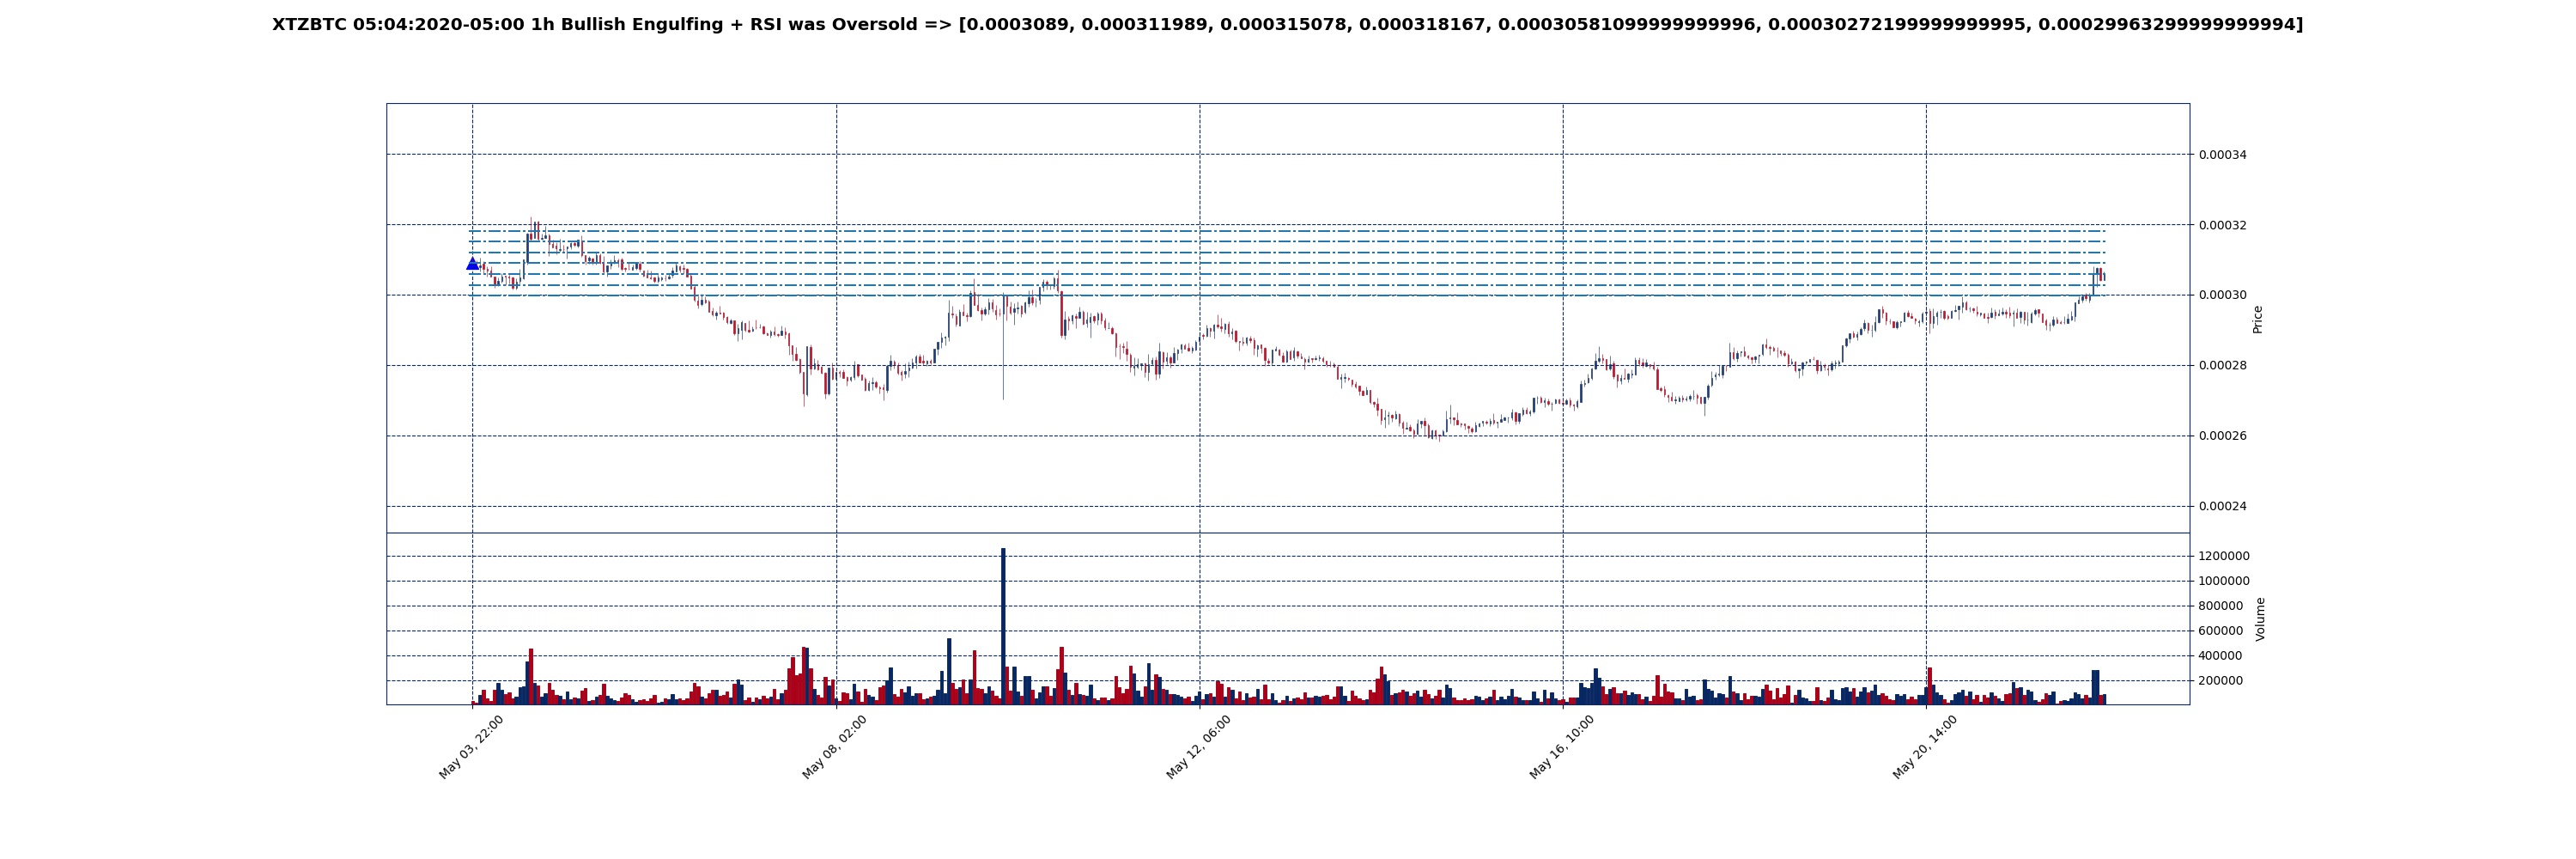 XTZBTC 05:04:2020-05:00 1h Bullish Engulfing + RSI was Oversold => [0.0003089, 0.000311989, 0.000315078, 0.000318167, 0.00030581099999999996, 0.00030272199999999995, 0.00029963299999999994]
0.00034
0.00032
0.00030
0.00028
0.00026
0.00024
Price
1200000
1000000
800000
600000
400000
200000
Volume
May 03, 22:00
May 08, 02:00
May 12, 06:00
May 16, 10:00
May 20, 14:00